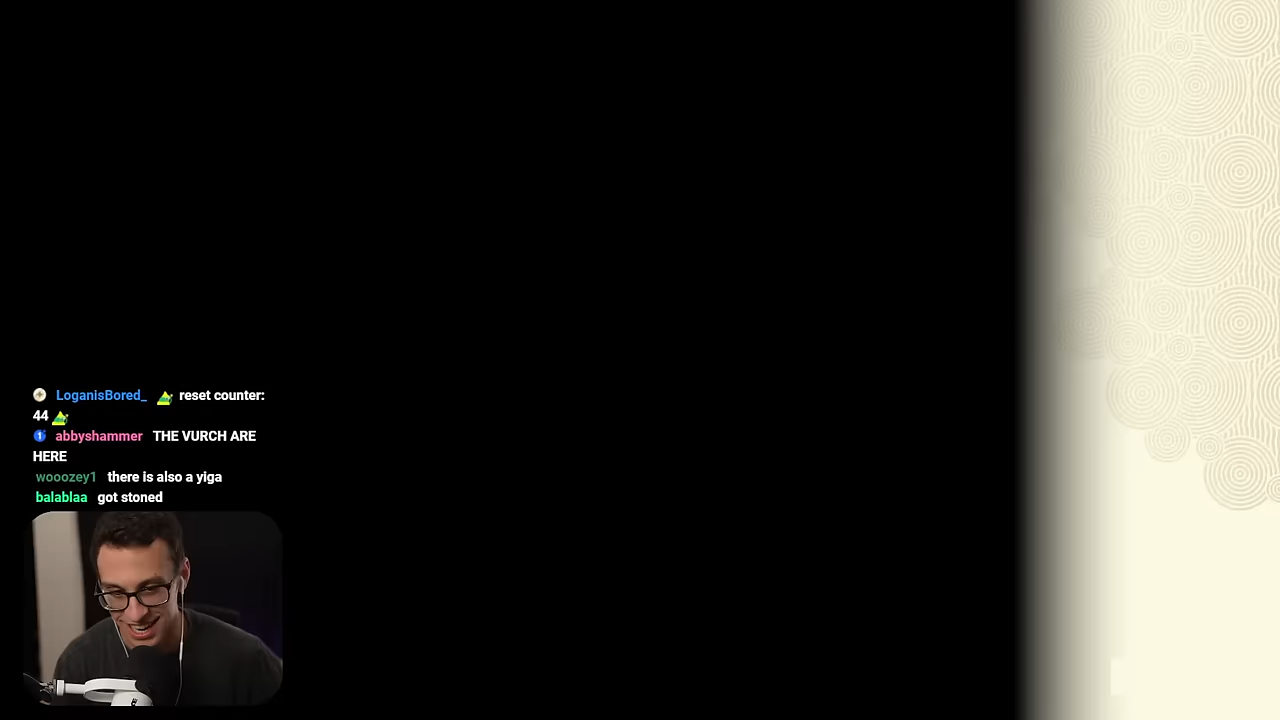 LoganisBored_ reset counter:
44
abbyshammer THE VURCH ARE
HERE
wooozey1 there is also a yiga
balablaa got stoned